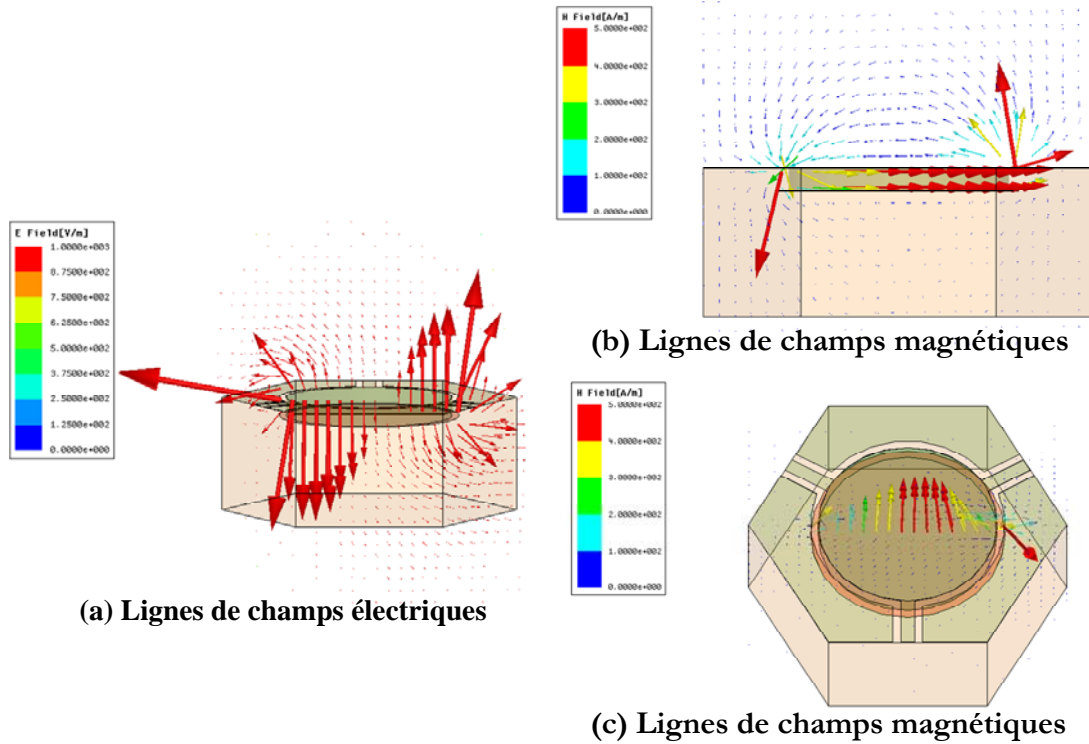 H Field[A/m]
5.0000e+002
4.0000e+002
3.0000e+002
2.0000e+002
1.0000e+002
0.0000e+000
(b) Lignes de champs magnétiques
E Field[V/m]
1.0000e+003
8.7500e+002
7.5000e+002
6.2500e+002
5.0000e+002
3.7500e+002
2.5000e+002
1.2500e+002
0.0000e+000
(a) Lignes de champs électriques
H Field[A/m]
5.0000e+002
4.0000e+002
3.0000e+002
2.0000e+002
1.0000e+002
0.0000e+000
(c) Lignes de champs magnétiques